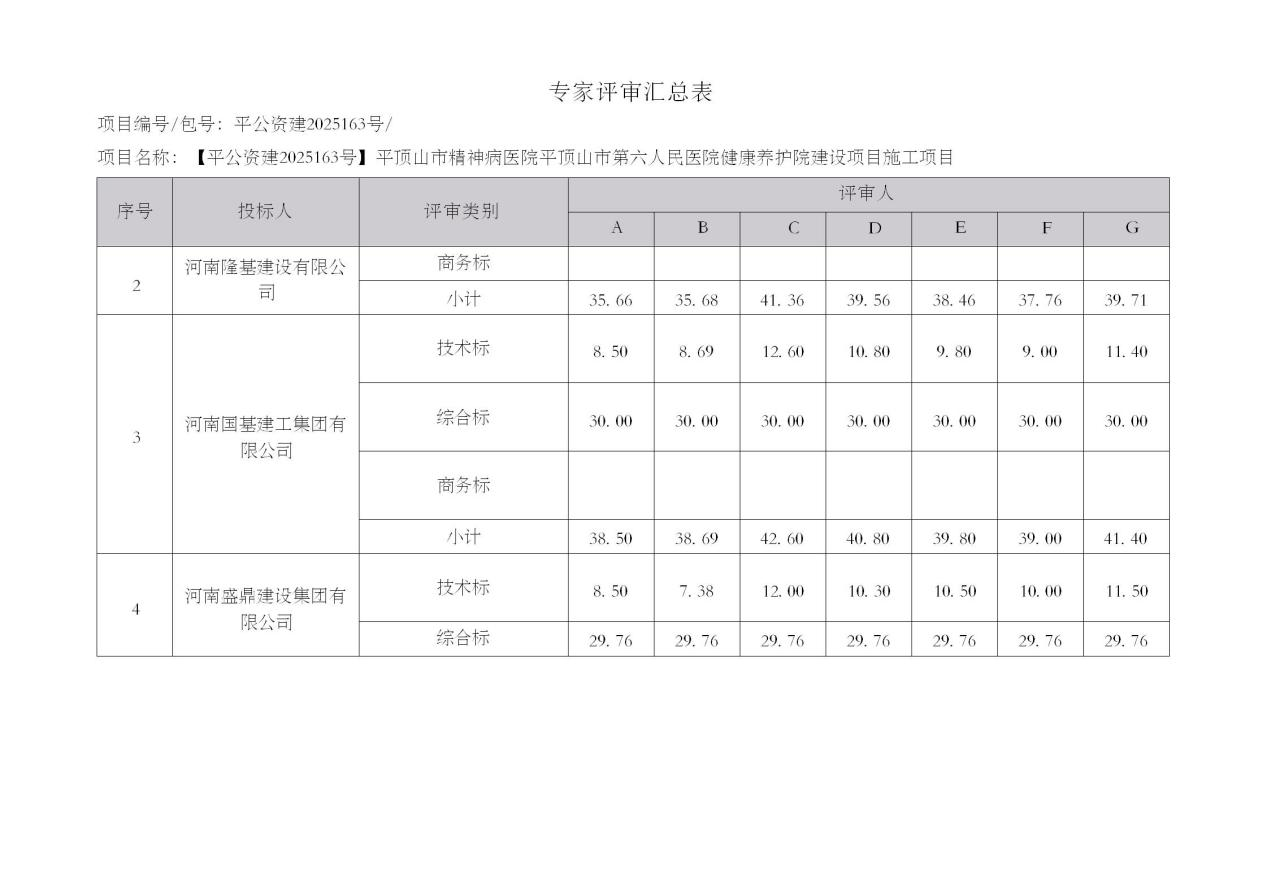 专家评审汇总表
项目编号/包号：平公资建2025163号/
项目名称：【平公资建2025163号】平顶山市精神病医院平顶山市第六人民医院健康养护院建设项目施工项目
序号 投标人 评审类别 评审人
A B C D E F G
2 河南隆基建设有限公司 商务标
小计 35.66 35.68 41.36 39.56 38.46 37.76 39.71
3 河南国基建工集团有限公司 技术标 8.50 8.69 12.60 10.80 9.80 9.00 11.40
综合标 30.00 30.00 30.00 30.00 30.00 30.00 30.00
商务标
小计 38.50 38.69 42.60 40.80 39.80 39.00 41.40
4 河南盛鼎建设集团有限公司 技术标 8.50 7.38 12.00 10.30 10.50 10.00 11.50
综合标 29.76 29.76 29.76 29.76 29.76 29.76 29.76